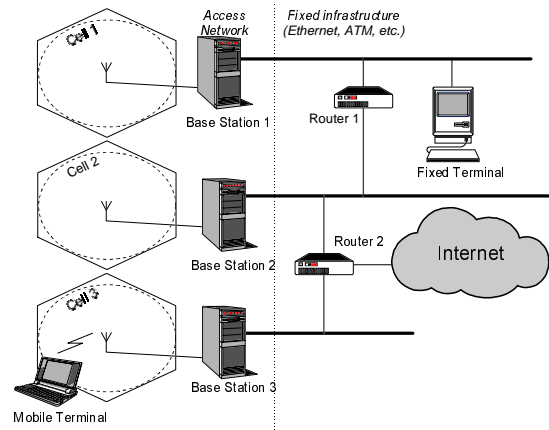 Access
Network
Fixed infrastructure
(Ethernet, ATM, etc.)
Cell 1
Base Station 1
Router 1
Fixed Terminal
Cell 2
Base Station 2
Router 2
Internet
Cell 3
Base Station 3
Mobile Terminal